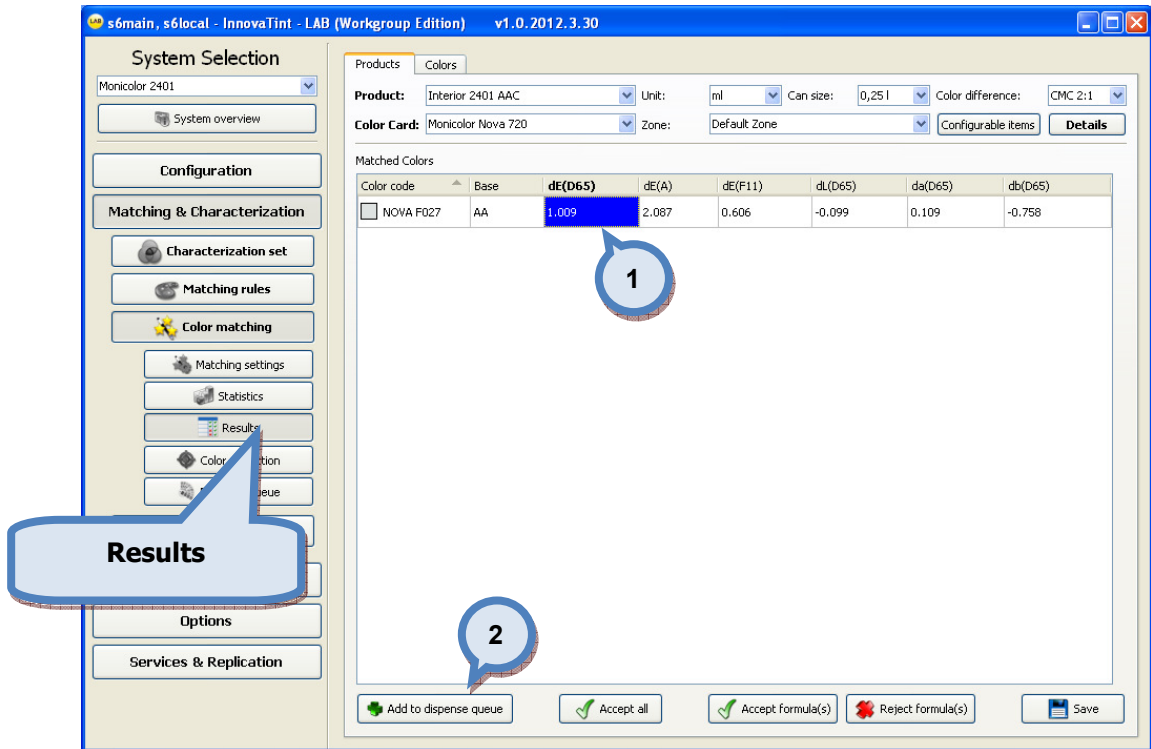 s6main, s6local - InnovaTint - LAB (Workgroup Edition) v1.0.2012.3.30
System Selection
Monicolor 2401
System overview
Configuration
Matching & Characterization
Characterization set
Matching rules
Color matching
Matching settings
Statistics
Results
Results
Options
Services & Replication
Products Colors
Product: Interior 2401 AAC Unit: ml Can size: 0,25 l Color difference: CMC 2:1
Color Card: Monicolor Nova 720 Zone: Default Zone Configurable items Details
Matched Colors
Color code Base dE(D65) dE(A) dE(F11) dL(D65) da(D65) db(D65)
NOVA F027 AA 1.009 2.087 0.606 -0.099 0.109 -0.758
1
2
Add to dispense queue Accept all Accept formula(s) Reject formula(s) Save